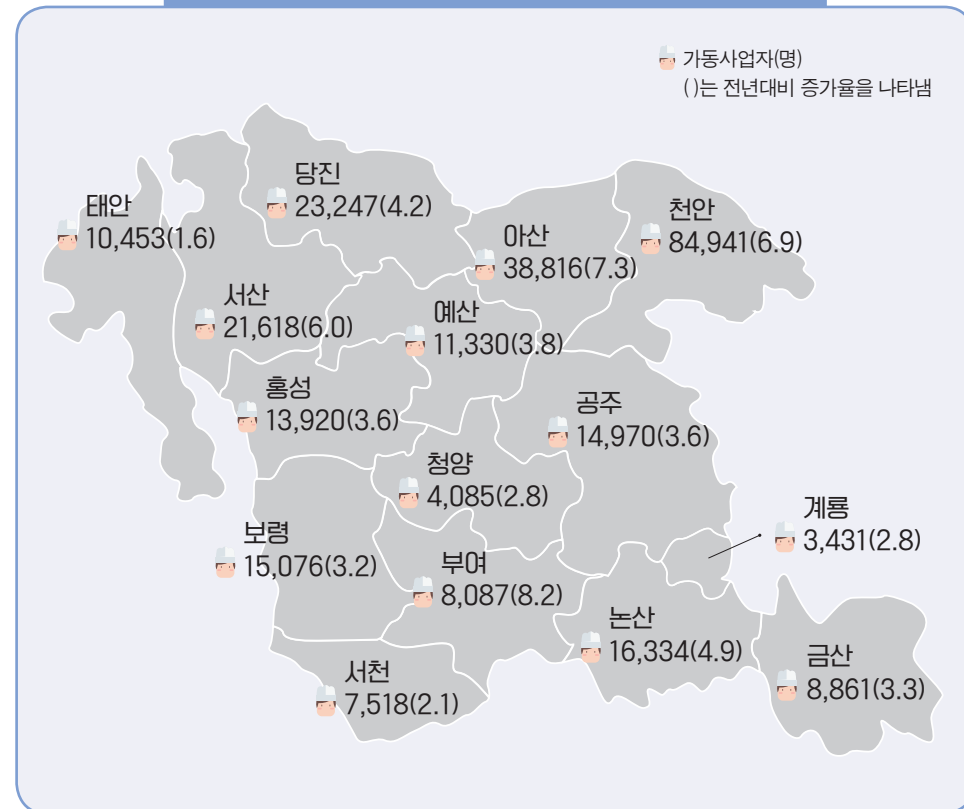 가동사업자(명)
( )는 전년대비 증가율을 나타냄
당진
23,247(4.2)
태안
10,453(1.6)
천안
84,941(6.9)
아산
38,816(7.3)
서산
21,618(6.0)
예산
11,330(3.8)
홍성
13,920(3.6)
공주
14,970(3.6)
청양
4,085(2.8)
계룡
3,431(2.8)
보령
15,076(3.2)
부여
8,087(8.2)
논산
16,334(4.9)
금산
8,861(3.3)
서천
7,518(2.1)